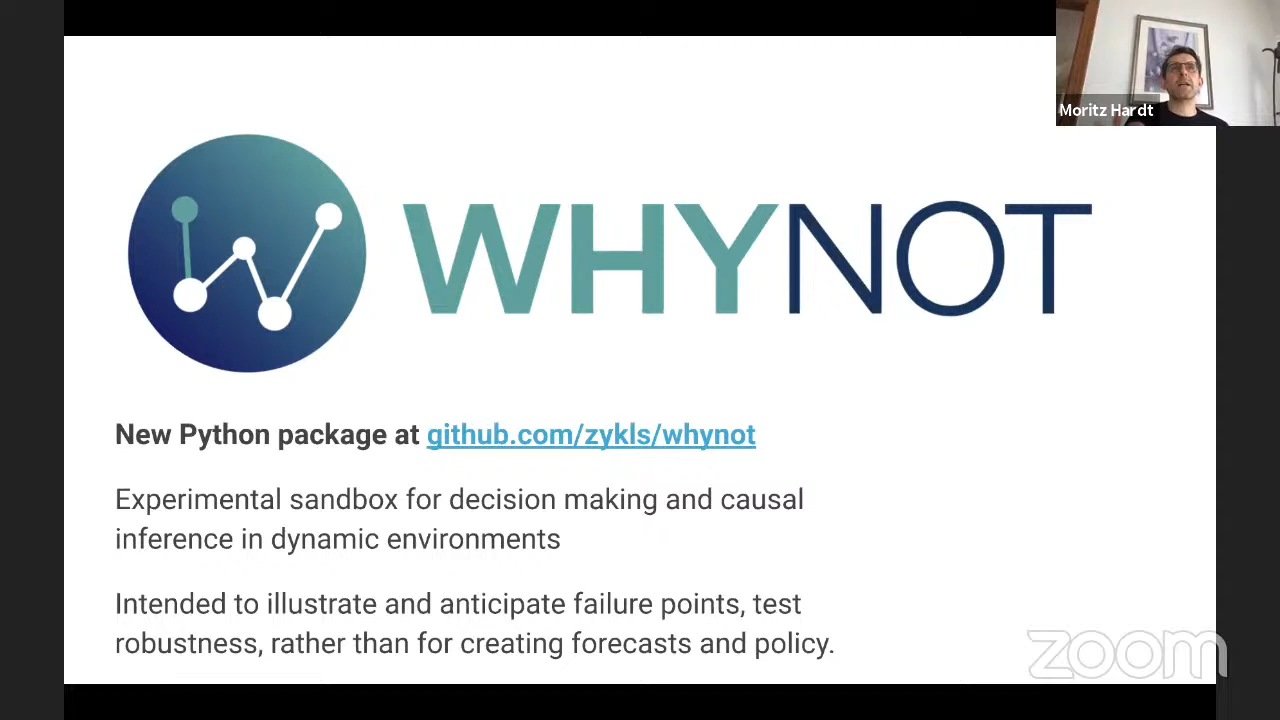 Moritz Hardt
WHYNOT
New Python package at github.com/zykls/whynot
Experimental sandbox for decision making and causal
inference in dynamic environments
Intended to illustrate and anticipate failure points, test
robustness, rather than for creating forecasts and policy.
zoom